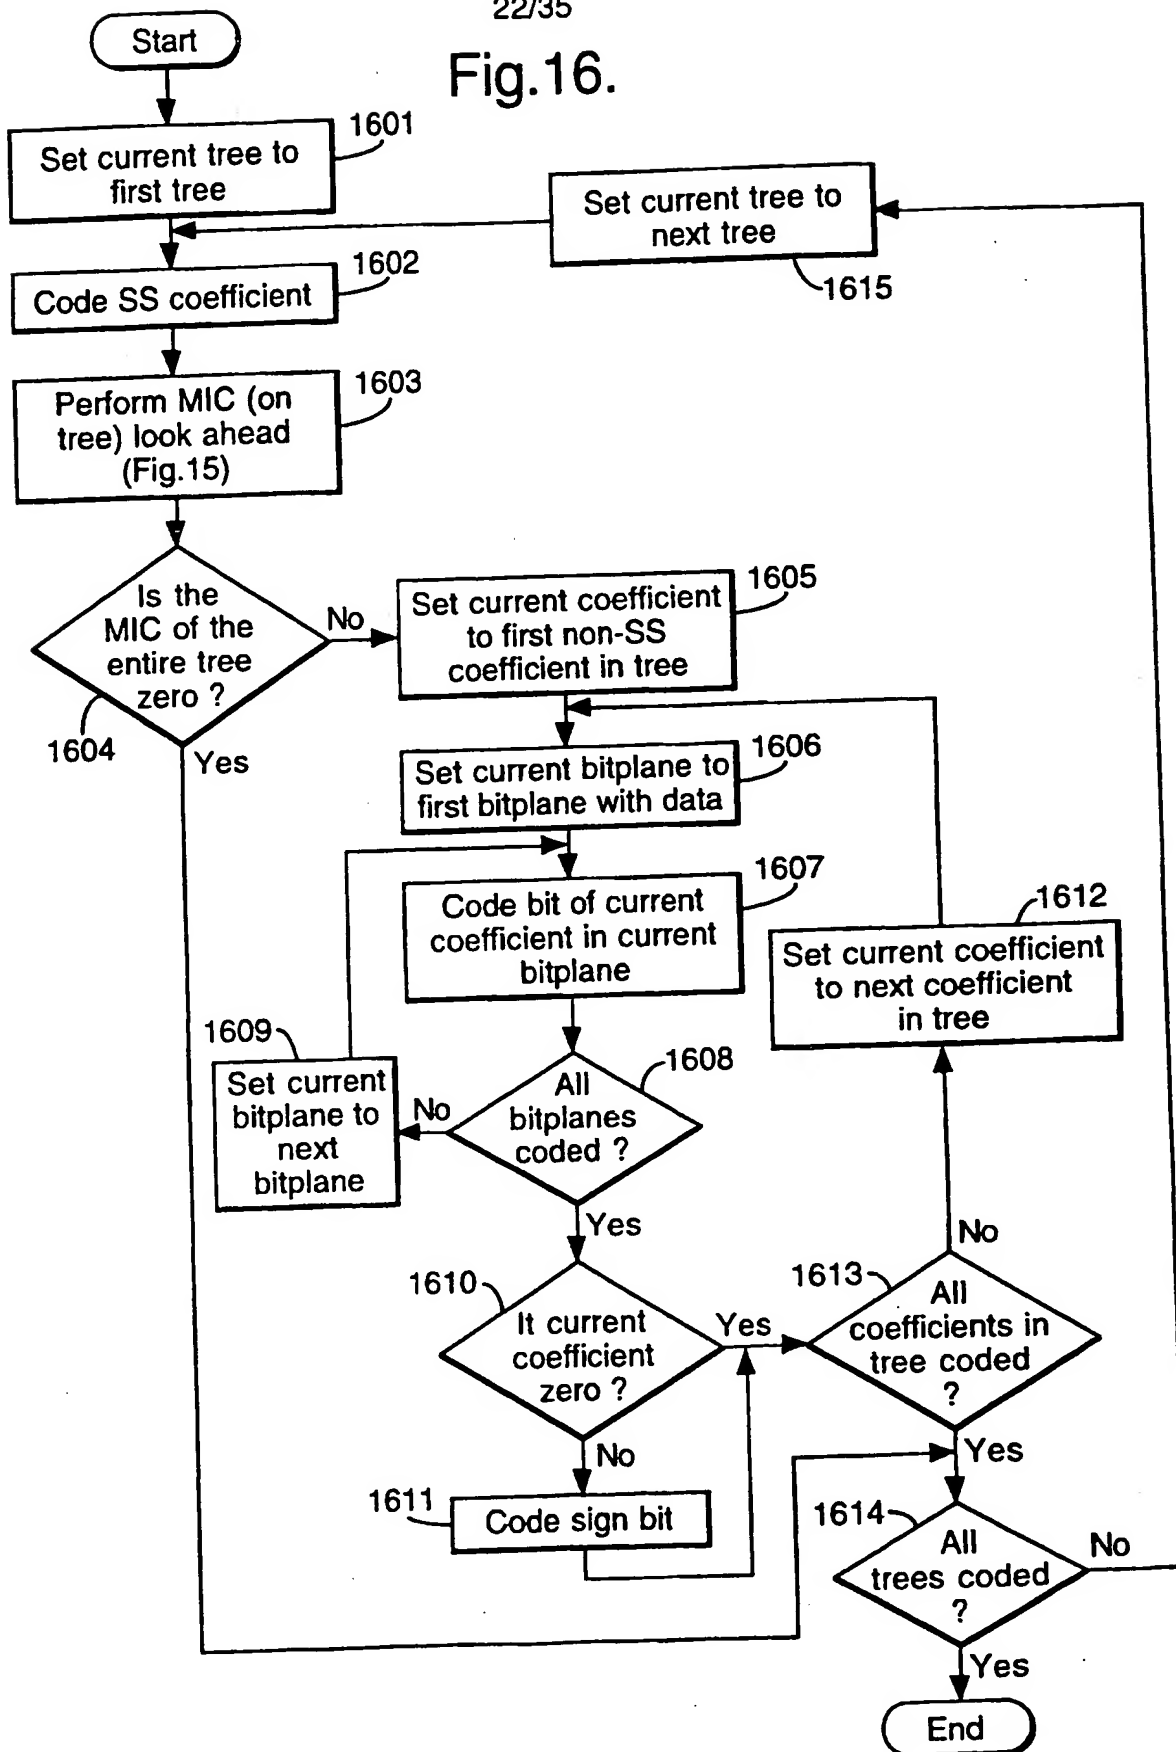 22/35
Fig.16.
Start
1601
Set current tree to
first tree
Set current tree to
next tree
1615
1602
Code SS coefficient
1603
Perform MIC (on
tree) look ahead
(Fig.15)
Is the
MIC of the
entire tree
zero ?
1604
No
Yes
1605
Set current coefficient
to first non-SS
coefficient in tree
1606
Set current bitplane to
first bitplane with data
1607
Code bit of current
coefficient in current
bitplane
1612
Set current coefficient
to next coefficient
in tree
1609
Set current
bitplane to
next
bitplane
1608
All
bitplanes
coded ?
No
Yes
1610
It current
coefficient
zero ?
Yes
No
1613
All
coefficients in
tree coded
?
No
Yes
1611
Code sign bit
1614
All
trees coded
?
No
Yes
End